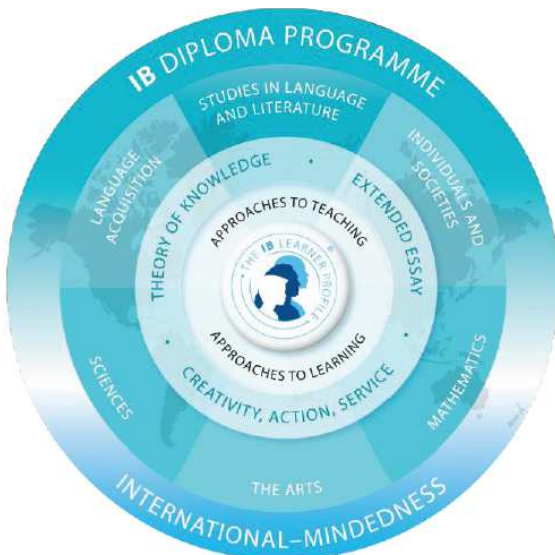 IB DIPLOMA PROGRAMME
STUDIES IN LANGUAGE
AND LITERATURE
LANGUAGE
ACQUISITION
INDIVIDUALS AND
SOCIETIES
THEORY OF KNOWLEDGE
EXTENDED ESSAY
APPROACHES TO TEACHING
THE IB LEARNER PROFILE
®
APPROACHES TO LEARNING
CREATIVITY, ACTION, SERVICE
SCIENCES
MATHEMATICS
THE ARTS
INTERNATIONAL–MINDEDNESS